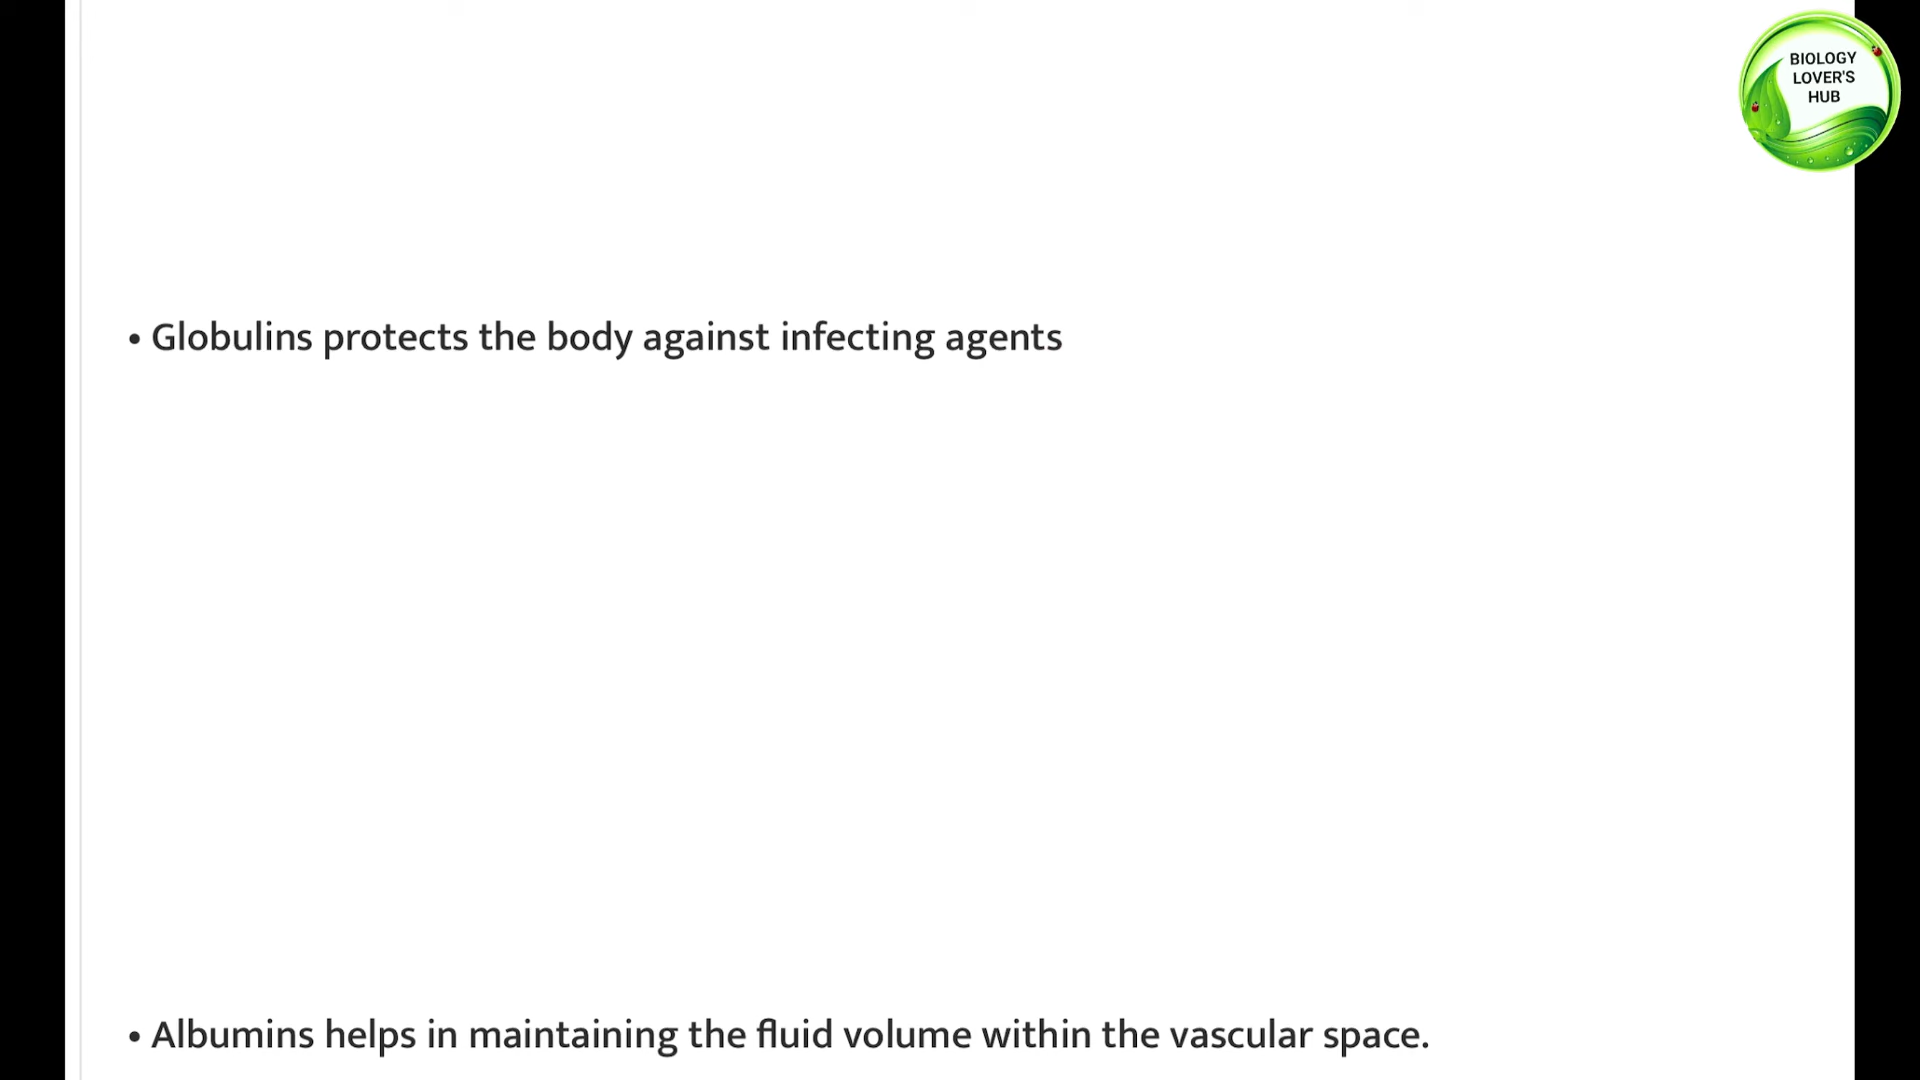 BIOLOGY
LOVER'S
HUB
• Globulins protects the body against infecting agents
• Albumins helps in maintaining the fluid volume within the vascular space.